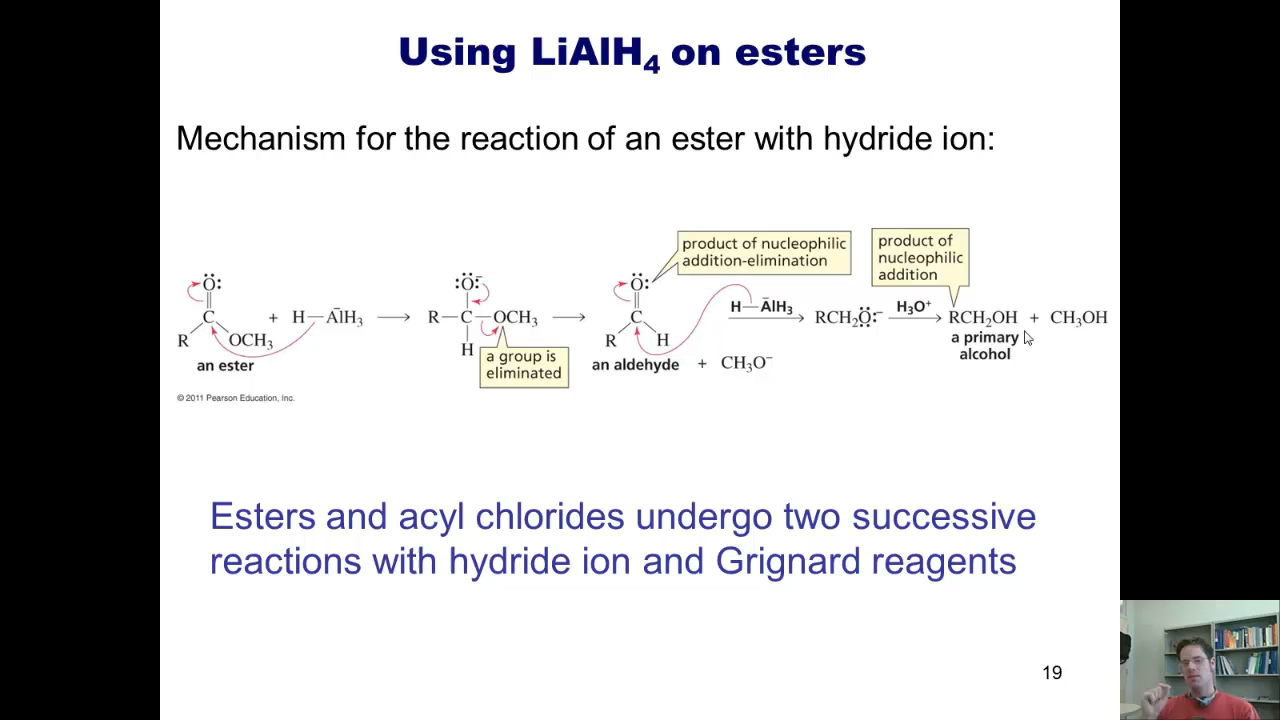 Using LiAlH₄ on esters
Mechanism for the reaction of an ester with hydride ion:
product of nucleophilic
addition-elimination
product of
nucleophilic
addition
O
C
R
OCH₃
an ester
+ H—ĀlH₃
:Ö:⁻
R—C—OCH₃
H
a group is
eliminated
O
C
R
H
an aldehyde + CH₃O⁻
H—ĀlH₃
RCH₂O:⁻
H₃O⁺
RCH₂OH + CH₃OH
a primary
alcohol
© 2011 Pearson Education, Inc.
Esters and acyl chlorides undergo two successive
reactions with hydride ion and Grignard reagents
19